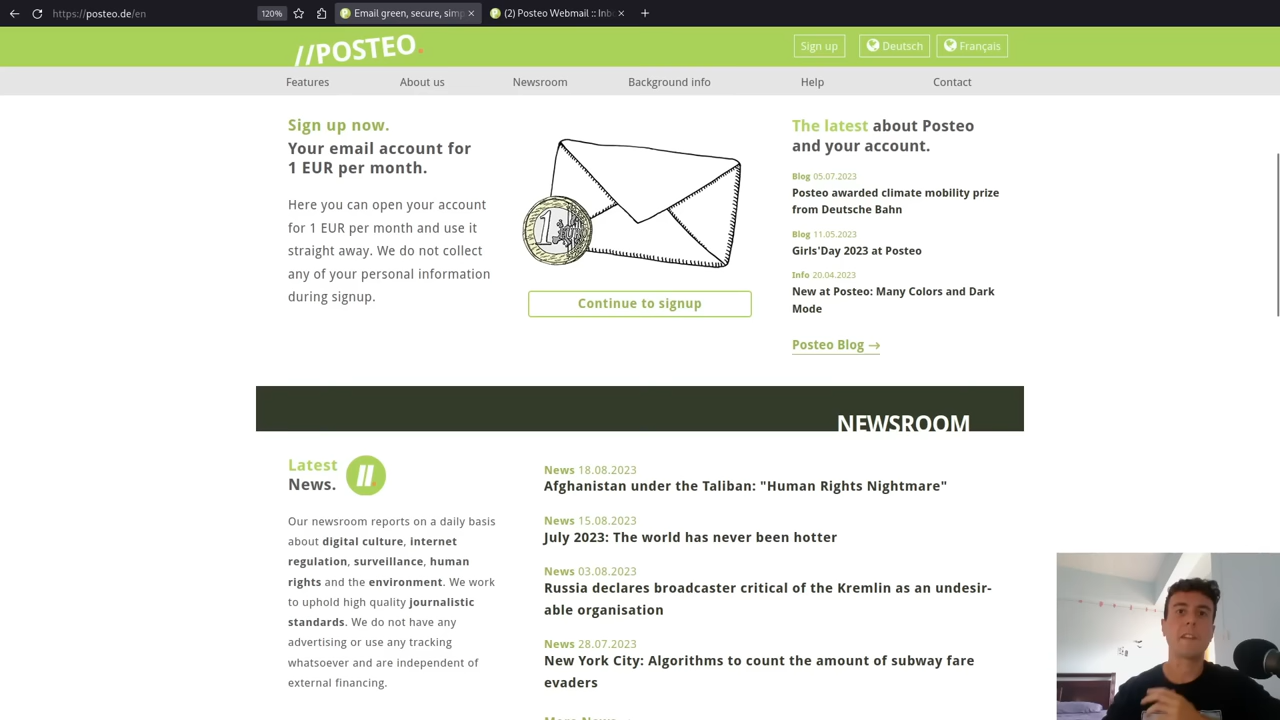 https://posteo.de/en
120%
Email green, secure, sim
(2) Posteo Webmail :: Inb
//POSTEO.
Sign up
Deutsch
Français
Features
About us
Newsroom
Background info
Help
Contact
Sign up now.
Your email account for
1 EUR per month.
Here you can open your account
for 1 EUR per month and use it
straight away. We do not collect
any of your personal information
during signup.
1
Continue to signup
The latest about Posteo
and your account.
Blog 05.07.2023
Posteo awarded climate mobility prize
from Deutsche Bahn
Blog 11.05.2023
Girls'Day 2023 at Posteo
Info 20.04.2023
New at Posteo: Many Colors and Dark
Mode
Posteo Blog →
NEWSROOM
Latest
News.
//.
Our newsroom reports on a daily basis
about digital culture, internet
regulation, surveillance, human
rights and the environment. We work
to uphold high quality journalistic
standards. We do not have any
advertising or use any tracking
whatsoever and are independent of
external financing.
News 18.08.2023
Afghanistan under the Taliban: "Human Rights Nightmare"
News 15.08.2023
July 2023: The world has never been hotter
News 03.08.2023
Russia declares broadcaster critical of the Kremlin as an undesir-
able organisation
News 28.07.2023
New York City: Algorithms to count the amount of subway fare
evaders